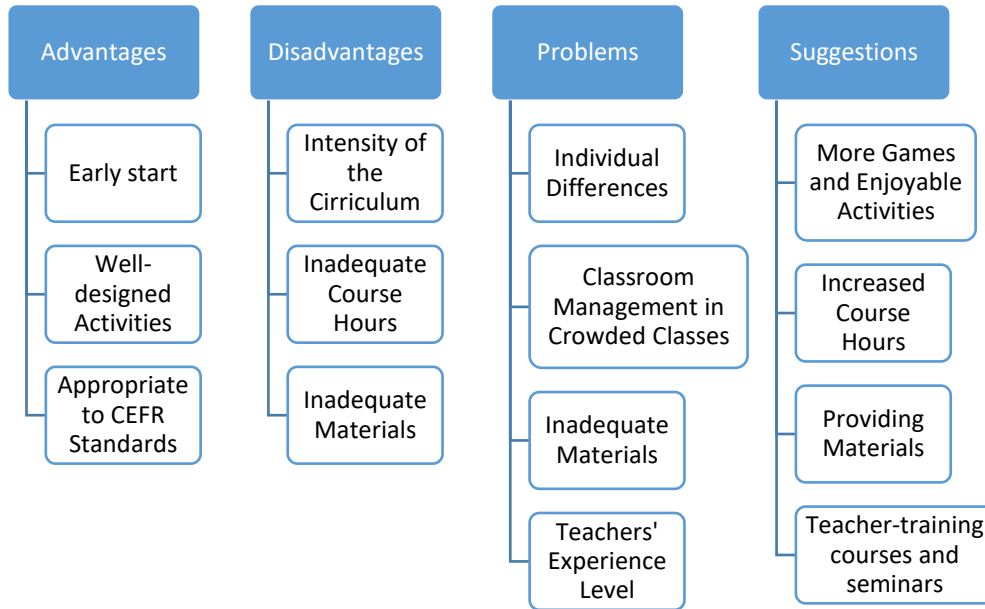 Advantages
Early start
Well-
designed
Activities
Appropriate
to CEFR
Standards
Disadvantages
Intensity of
the
Cirriculum
Inadequate
Course
Hours
Inadequate
Materials
Problems
Individual
Differences
Classroom
Management in
Crowded Classes
Inadequate
Materials
Teachers'
Experience
Level
Suggestions
More Games
and Enjoyable
Activities
Increased
Course
Hours
Providing
Materials
Teacher-training
courses and
seminars